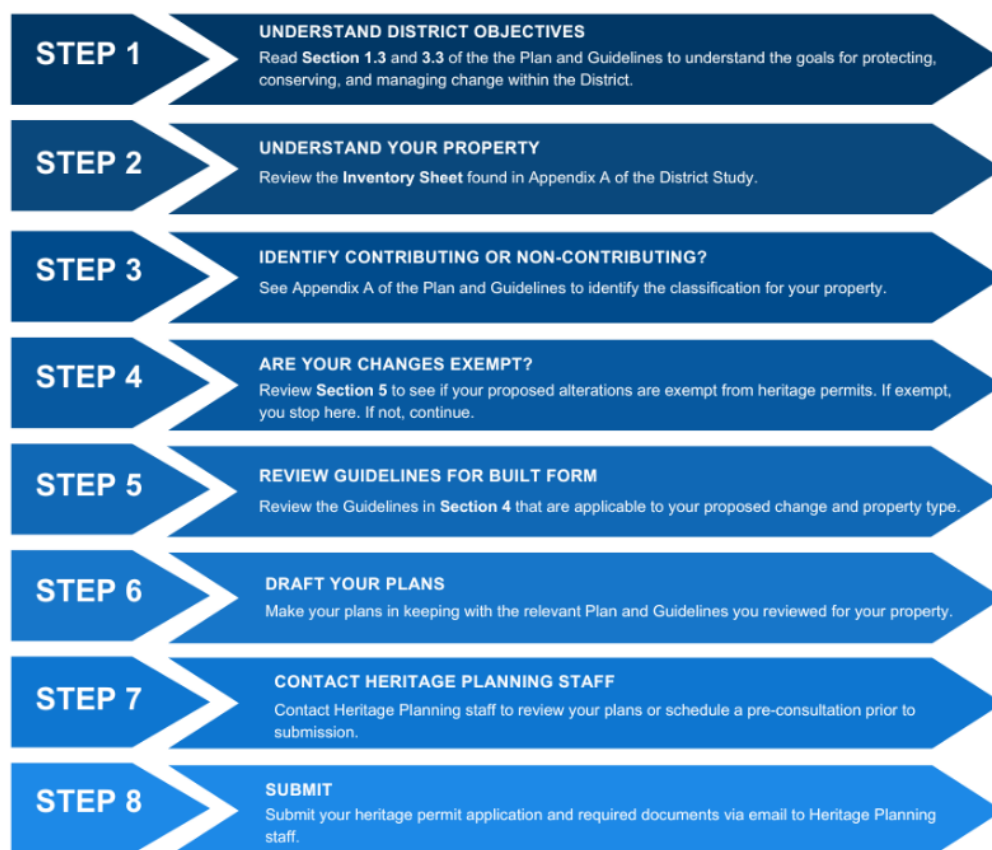 STEP 1
UNDERSTAND DISTRICT OBJECTIVES
Read Section 1.3 and 3.3 of the the Plan and Guidelines to understand the goals for protecting,
conserving, and managing change within the District.
STEP 2
UNDERSTAND YOUR PROPERTY
Review the Inventory Sheet found in Appendix A of the District Study.
STEP 3
IDENTIFY CONTRIBUTING OR NON-CONTRIBUTING?
See Appendix A of the Plan and Guidelines to identify the classification for your property.
STEP 4
ARE YOUR CHANGES EXEMPT?
Review Section 5 to see if your proposed alterations are exempt from heritage permits. If exempt,
you stop here. If not, continue.
STEP 5
REVIEW GUIDELINES FOR BUILT FORM
Review the Guidelines in Section 4 that are applicable to your proposed change and property type.
STEP 6
DRAFT YOUR PLANS
Make your plans in keeping with the relevant Plan and Guidelines you reviewed for your property.
STEP 7
CONTACT HERITAGE PLANNING STAFF
Contact Heritage Planning staff to review your plans or schedule a pre-consultation prior to
submission.
STEP 8
SUBMIT
Submit your heritage permit application and required documents via email to Heritage Planning
staff.